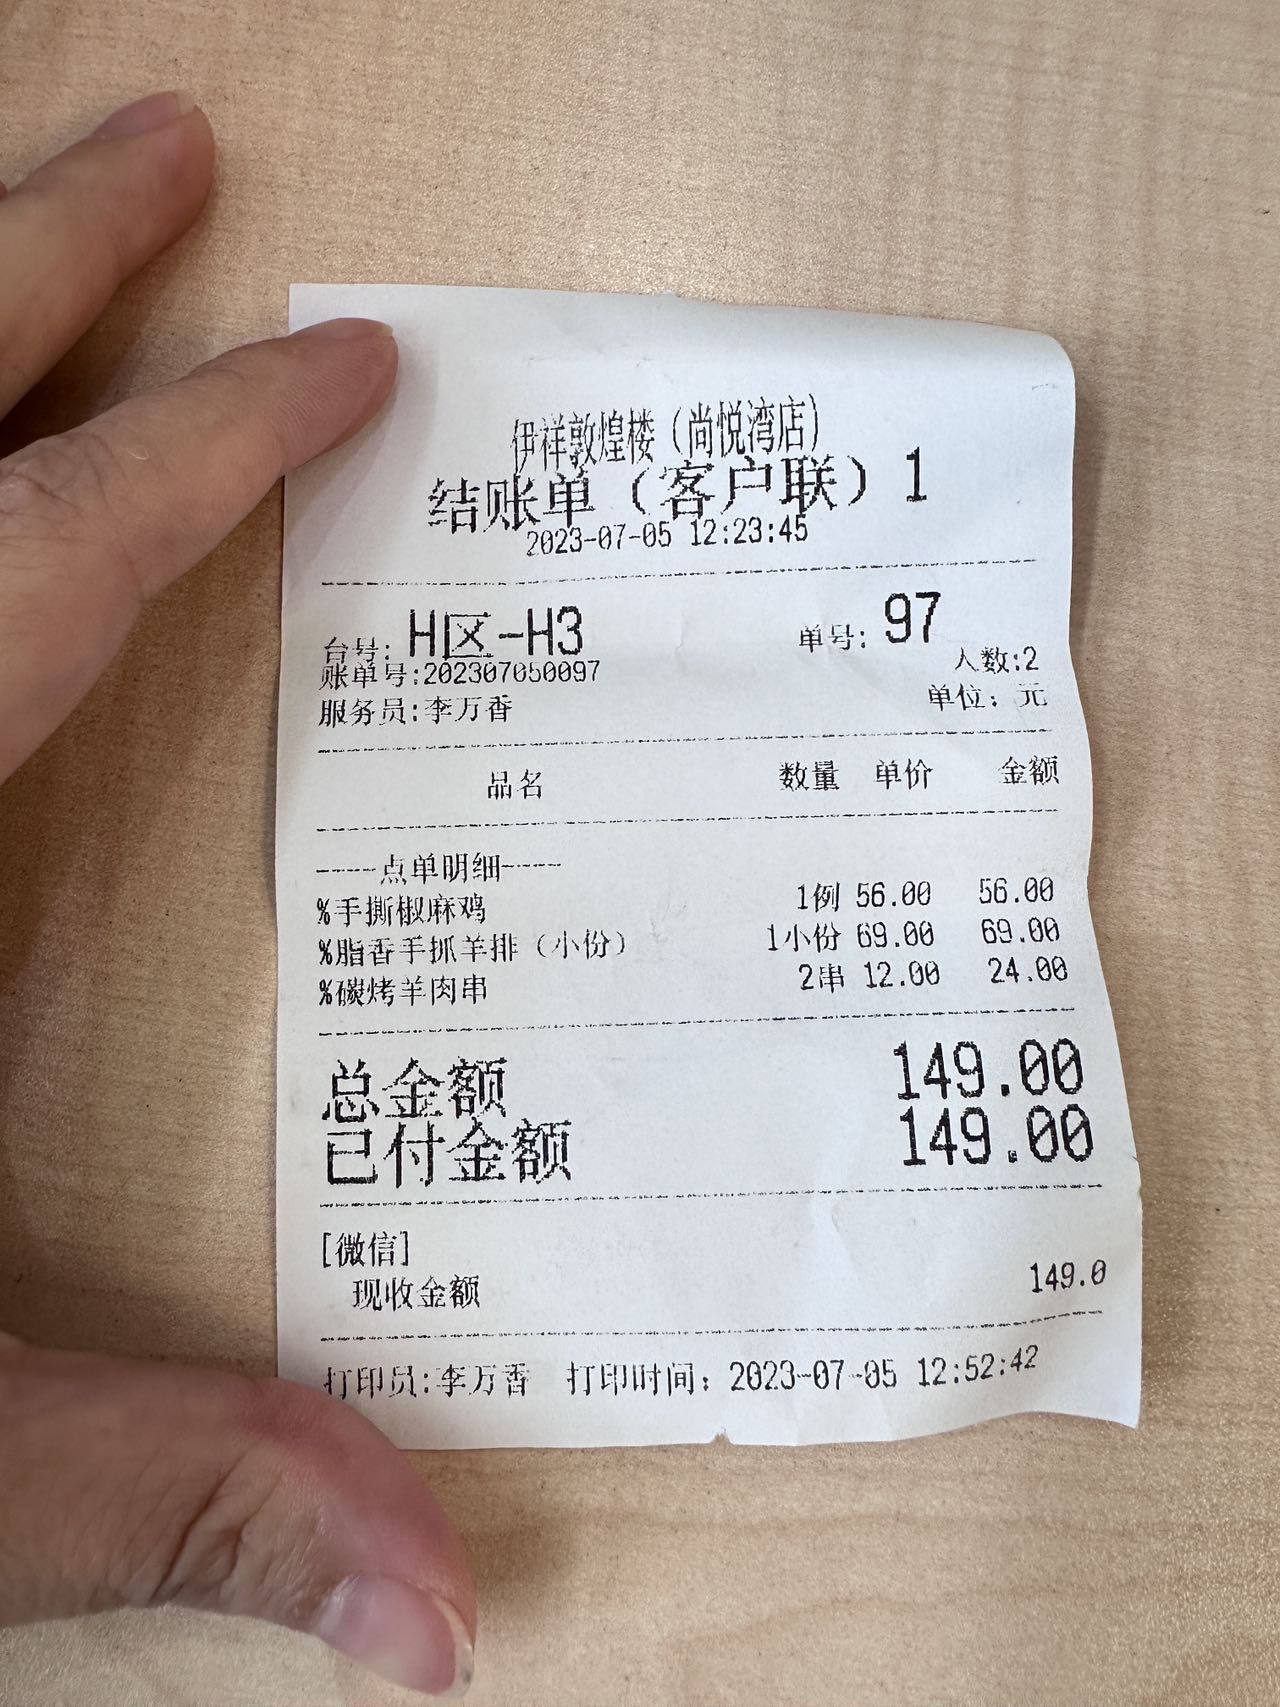 伊祥敦煌楼（尚悦湾店）
结账单（客户联）1
2023-07-05 12:23:45
台号: H区-H3 单号: 97
账单号:202307050097 人数:2
服务员:李万香 单位: 元
品名 数量 单价 金额
----点单明细----
%手撕椒麻鸡 1例 56.00 56.00
%脂香手抓羊排（小份） 1小份 69.00 69.00
%碳烤羊肉串 2串 12.00 24.00
总金额 149.00
已付金额 149.00
[微信]
现收金额 149.0
打印员:李万香 打印时间: 2023-07-05 12:52:42